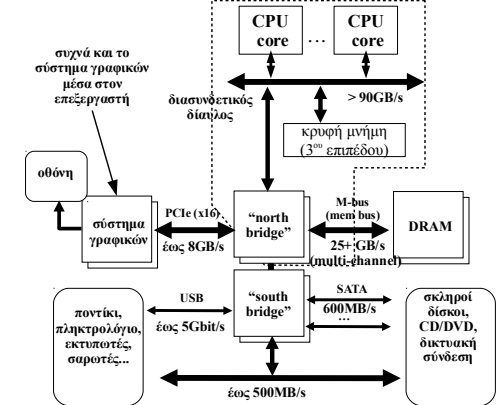 CPU
core
...
CPU
core
συχνά και το
σύστημα γραφικών
μέσα στον
επεξεργαστή
> 90GB/s
διασυνδετικός
δίαυλος
κρυφή μνήμη
(3ου επιπέδου)
οθόνη
σύστημα
γραφικών
PCIe (x16)
έως 8GB/s
“north
bridge”
M-bus
(mem bus)
25+ GB/s
(multi-channel)
DRAM
ποντίκι,
πληκτρολόγιο,
εκτυπωτές,
σαρωτές...
USB
έως 5Gbit/s
“south
bridge”
SATA
600MB/s
...
σκληροί
δίσκοι,
CD/DVD,
δικτυακή
σύνδεση
έως 500MB/s